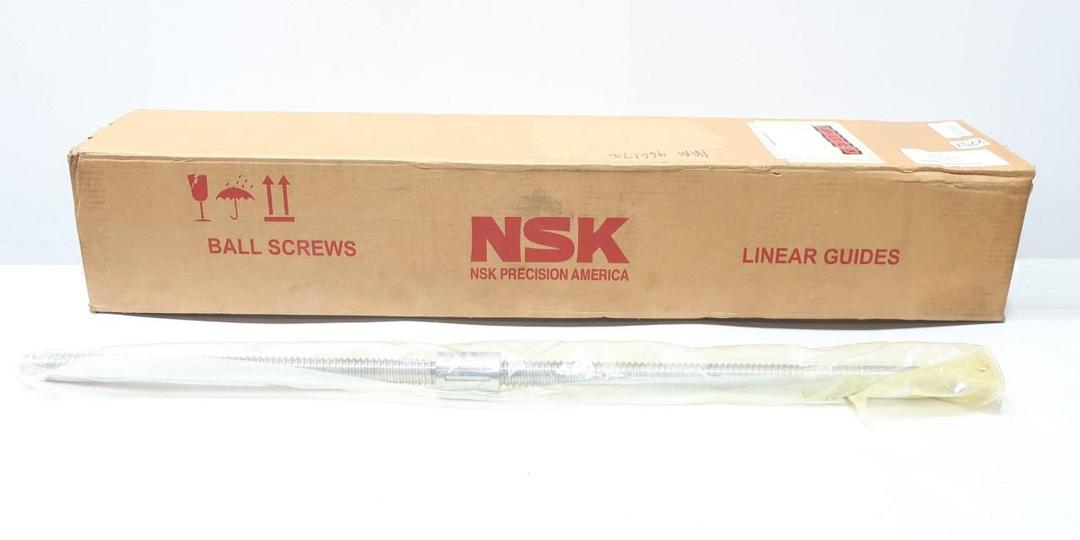 BALL SCREWS
NSK
NSK PRECISION AMERICA
LINEAR GUIDES